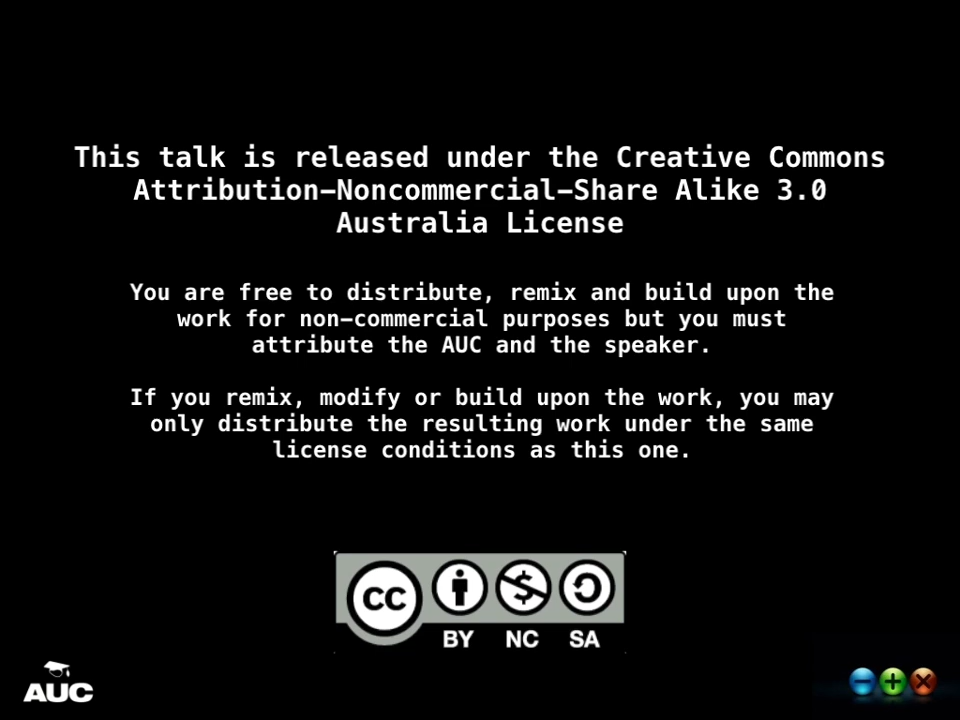 This talk is released under the Creative Commons
Attribution-Noncommercial-Share Alike 3.0
Australia License
You are free to distribute, remix and build upon the
work for non-commercial purposes but you must
attribute the AUC and the speaker.
If you remix, modify or build upon the work, you may
only distribute the resulting work under the same
license conditions as this one.
CC
BY NC SA
AUC